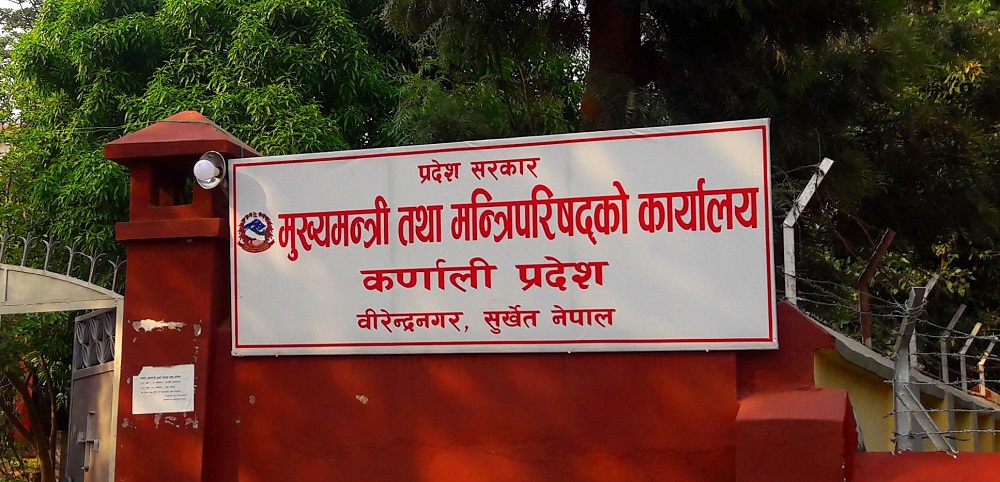 प्रदेश सरकार
मुख्यमन्त्री तथा मन्त्रिपरिषद्को कार्यालय
कर्णाली प्रदेश
वीरेन्द्रनगर, सुर्खेत नेपाल